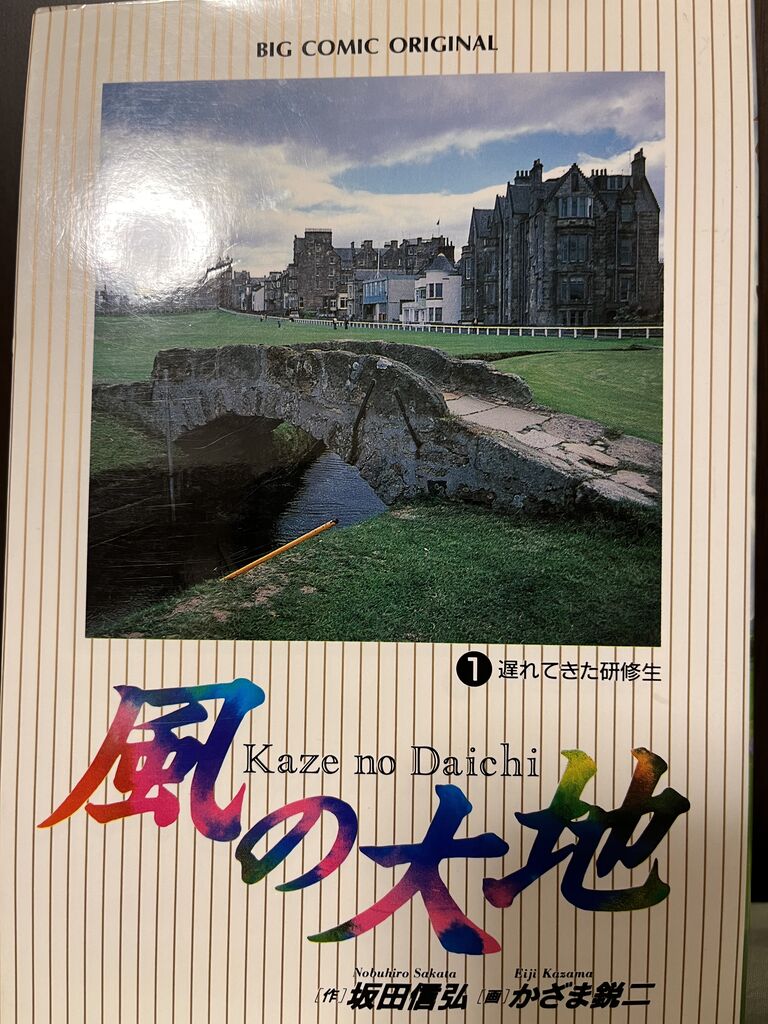 BIG COMIC ORIGINAL
1 遅れてきた研修生
風の大地
Kaze no Daichi
Nobuhiro Sakata Eiji Kazama
[作]坂田信弘 [画]かざま鋭二